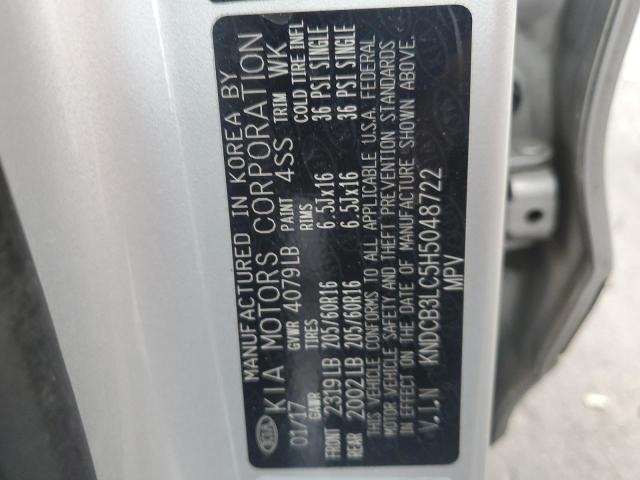 MANUFACTURED IN KOREA BY
KIA KIA MOTORS CORPORATION
01/17 GVWR 4079LB PAINT 4SS TRIM WK
GAWR TIRES RIMS COLD TIRE INFL
FRONT 2319LB 205/60R16 6.5Jx16 36 PSI SINGLE
REAR 2002LB 205/60R16 6.5Jx16 36 PSI SINGLE
THIS VEHICLE CONFORMS TO ALL APPLICABLE U.S.A. FEDERAL
MOTOR VEHICLE SAFETY AND THEFT PREVENTION STANDARDS
IN EFFECT ON THE DATE OF MANUFACTURE SHOWN ABOVE.
V.I.N KNDCB3LC5H5048722
MPV